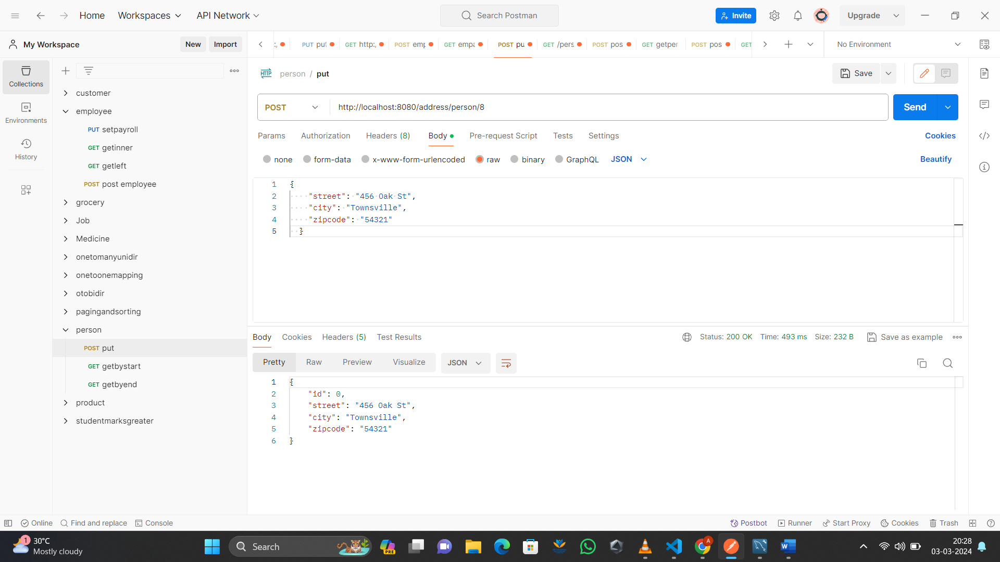 Home Workspaces API Network Search Postman Invite Upgrade
My Workspace New Import
PUT put GET http:, POST emp GET empa POST pu GET /pers POST pos GET getper POST pos GET No Environment
Collections
Environments
History
customer
employee
PUT setpayroll
GET getinner
GET getleft
POST post employee
grocery
Job
Medicine
onetomanyunidir
onetoonemapping
otobidir
pagingandsorting
person
POST put
GET getbystart
GET getbyend
product
studentmarksgreater
HTTP person / put Save
POST http://localhost:8080/address/person/8 Send
Params Authorization Headers (8) Body Pre-request Script Tests Settings Cookies
none form-data x-www-form-urlencoded raw binary GraphQL JSON Beautify
1 {
2 "street": "456 Oak St",
3 "city": "Townsville",
4 "zipcode": "54321"
5 }
Body Cookies Headers (5) Test Results Status: 200 OK Time: 493 ms Size: 232 B Save as example
Pretty Raw Preview Visualize JSON
1 {
2 "id": 0,
3 "street": "456 Oak St",
4 "city": "Townsville",
5 "zipcode": "54321"
6 }
Online Find and replace Console Postbot Runner Start Proxy Cookies Trash
1 30°C
Mostly cloudy
Search
PRE
A
W
20:28
03-03-2024